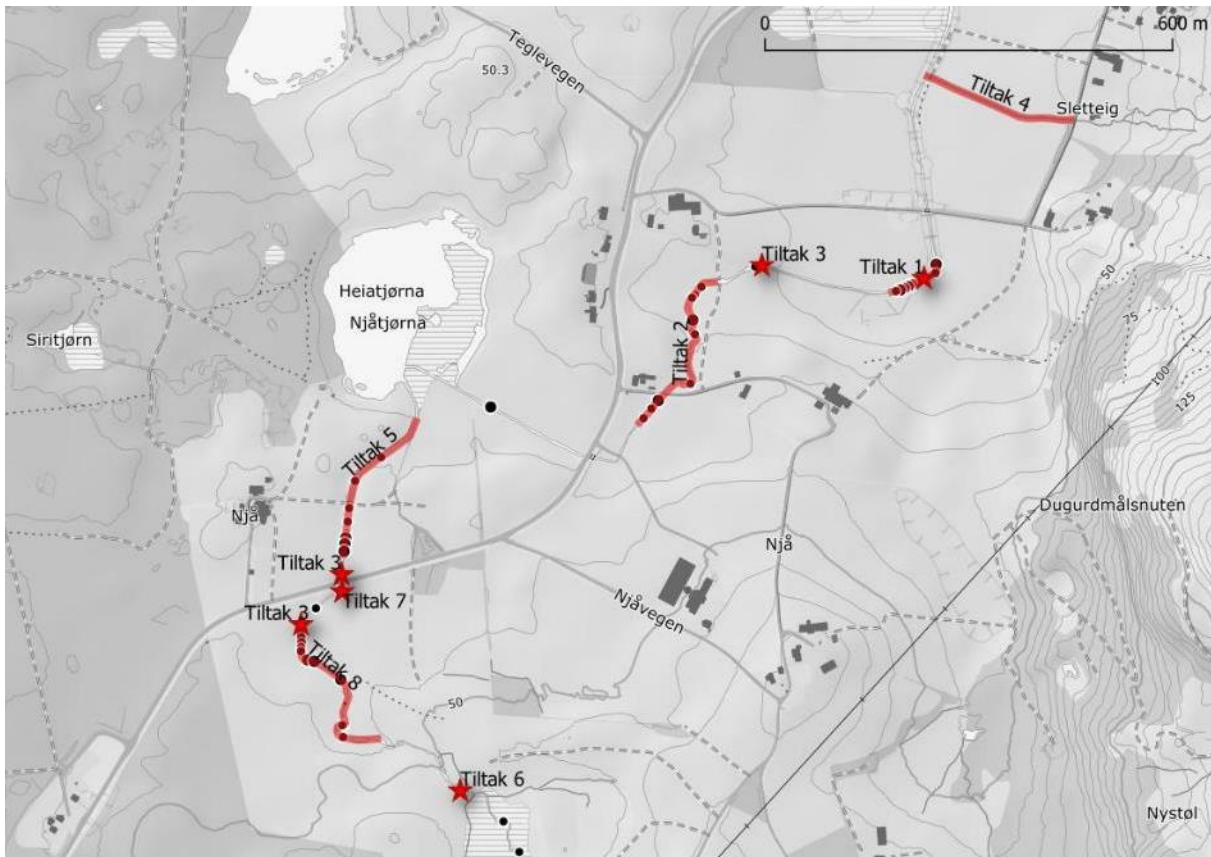 0
600 m
Teglevegen
50.3
Tiltak 4
Sletteig
Tiltak 3
Tiltak 1
50
75
100
125
Heiatjørna
Njåtjørna
Siritjørn
Tiltak 2
Tiltak 5
Njå
Dugurdmålsnuten
Njå
Tiltak 3
Tiltak 7
Njåvegen
Tiltak 3
Tiltak 8
50
Tiltak 6
Nystøl